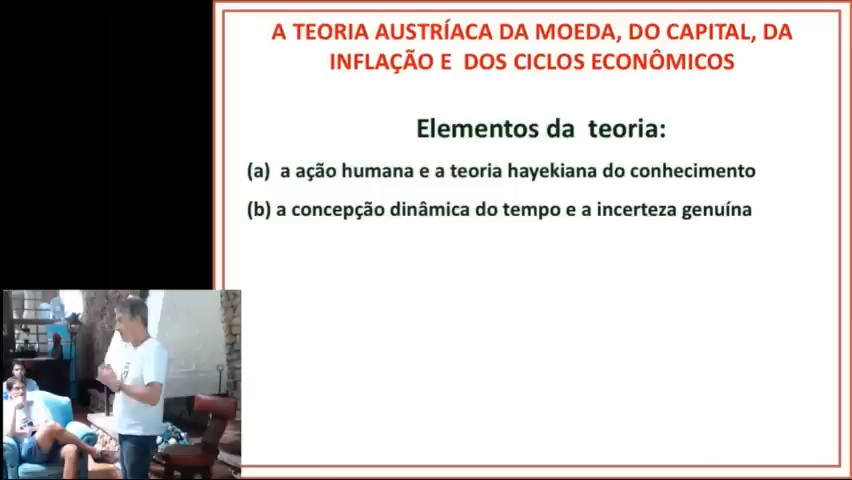 A TEORIA AUSTRÍACA DA MOEDA, DO CAPITAL, DA
INFLAÇÃO E DOS CICLOS ECONÔMICOS
Elementos da teoria:
(a) a ação humana e a teoria hayekiana do conhecimento
(b) a concepção dinâmica do tempo e a incerteza genuína